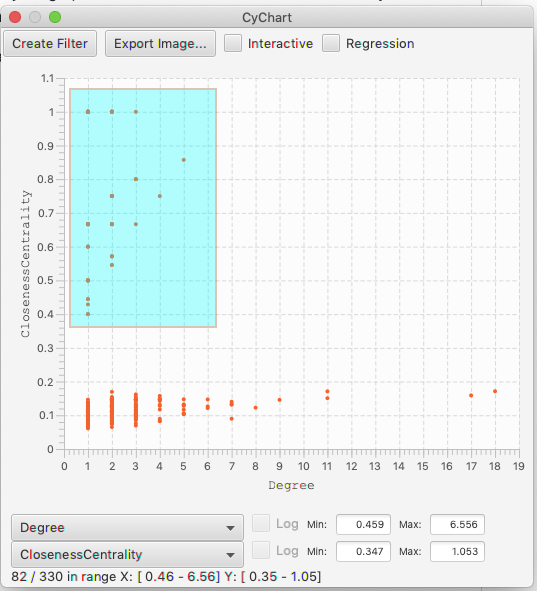 CyChart
Create Filter Export Image... Interactive Regression
1.1
1
0.9
0.8
0.7
0.6
0.5
0.4
0.3
0.2
0.1
0
ClosenessCentrality
0 1 2 3 4 5 6 7 8 9 10 11 12 13 14 15 16 17 18 19
Degree
Degree Log Min: 0.459 Max: 6.556
ClosenessCentrality Log Min: 0.347 Max: 1.053
82 / 330 in range X: [ 0.46 - 6.56] Y: [ 0.35 - 1.05]